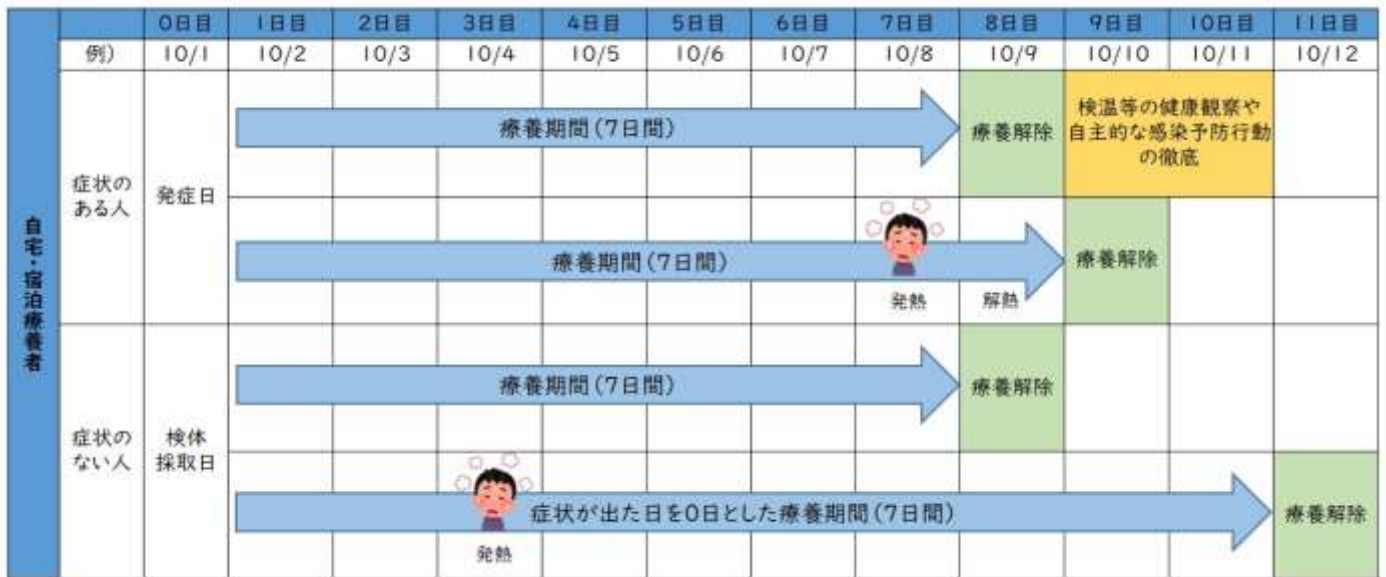 0日目 1日目 2日目 3日目 4日目 5日目 6日目 7日目 8日目 9日目 10日目 11日目
例) 10/1 10/2 10/3 10/4 10/5 10/6 10/7 10/8 10/9 10/10 10/11 10/12
自宅・宿泊療養者
症状の
ある人
発症日
療養期間(7日間)
療養解除
検温等の健康観察や
自主的な感染予防行動
の徹底
療養期間(7日間)
発熱
解熱
療養解除
症状の
ない人
検体
採取日
療養期間(7日間)
療養解除
症状が出た日を0日とした療養期間(7日間)
発熱
療養解除